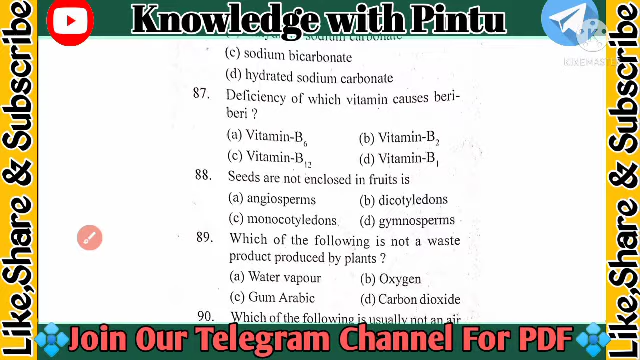 Knowledge with Pintu
Like,Share & Subscribe
Like,Share & Subscribe
KINEMASTER
sodium carbonate
(c) sodium bicarbonate
(d) hydrated sodium carbonate
87. Deficiency of which vitamin causes beri-
beri ?
(a) Vitamin-B6 (b) Vitamin-B2
(c) Vitamin-B12 (d) Vitamin-B1
88. Seeds are not enclosed in fruits is
(a) angiosperms (b) dicotyledons
(c) monocotyledons (d) gymnosperms
89. Which of the following is not a waste
product produced by plants ?
(a) Water vapour (b) Oxygen
(c) Gum Arabic (d) Carbon dioxide
90. Which of the following is usually not an air
Join Our Telegram Channel For PDF